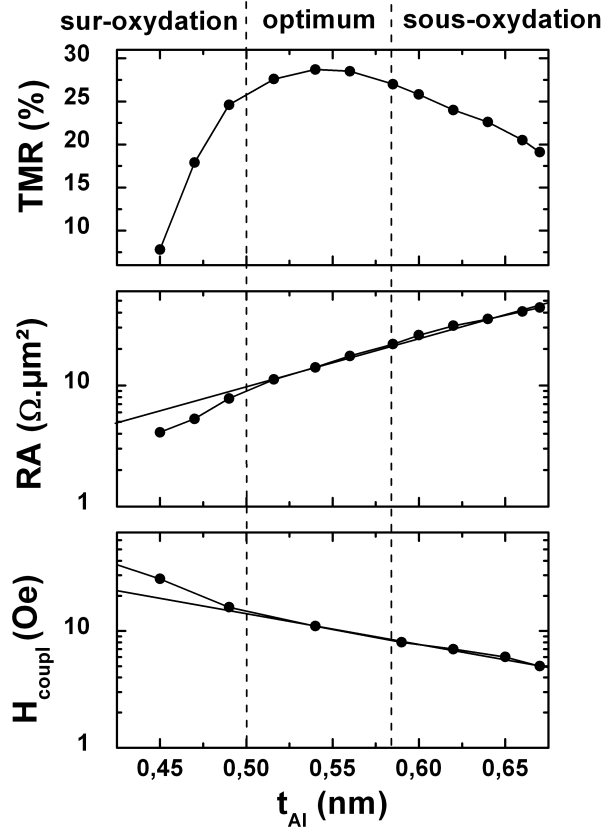 sur-oxydation optimum sous-oxydation
30
25
20
15
10
TMR (%)
10
1
RA (Ω.µm²)
10
1
H_coupl (Oe)
0,45 0,50 0,55 0,60 0,65
t_Al (nm)